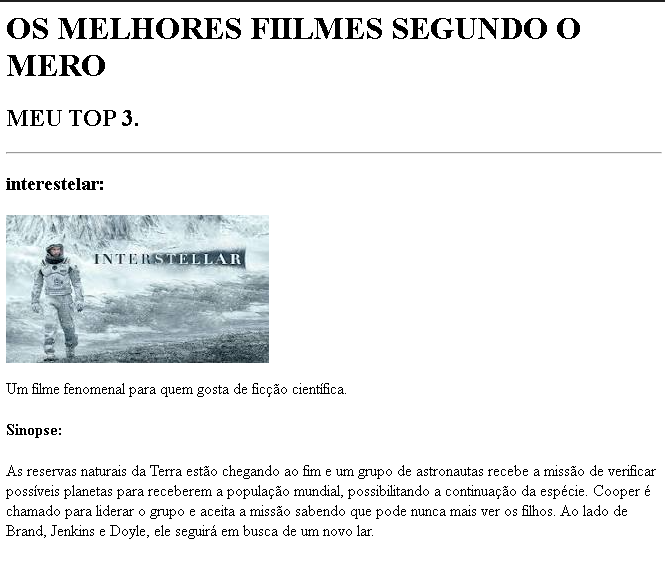 OS MELHORES FIILMES SEGUNDO O
MERO
MEU TOP 3.
interestelar:
INTERSTELLAR
Um filme fenomenal para quem gosta de ficção científica.
Sinopse:
As reservas naturais da Terra estão chegando ao fim e um grupo de astronautas recebe a missão de verificar
possíveis planetas para receberem a população mundial, possibilitando a continuação da espécie. Cooper é
chamado para liderar o grupo e aceita a missão sabendo que pode nunca mais ver os filhos. Ao lado de
Brand, Jenkins e Doyle, ele seguirá em busca de um novo lar.